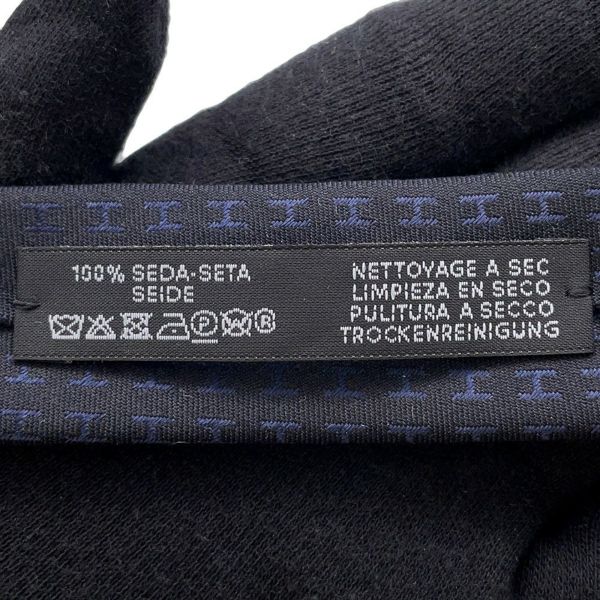 100% SEDA-SETA
SEIDE
P W ®
NETTOYAGE A SEC
LIMPIEZA EN SECO
PULITURA A SECCO
TROCKENREINIGUNG